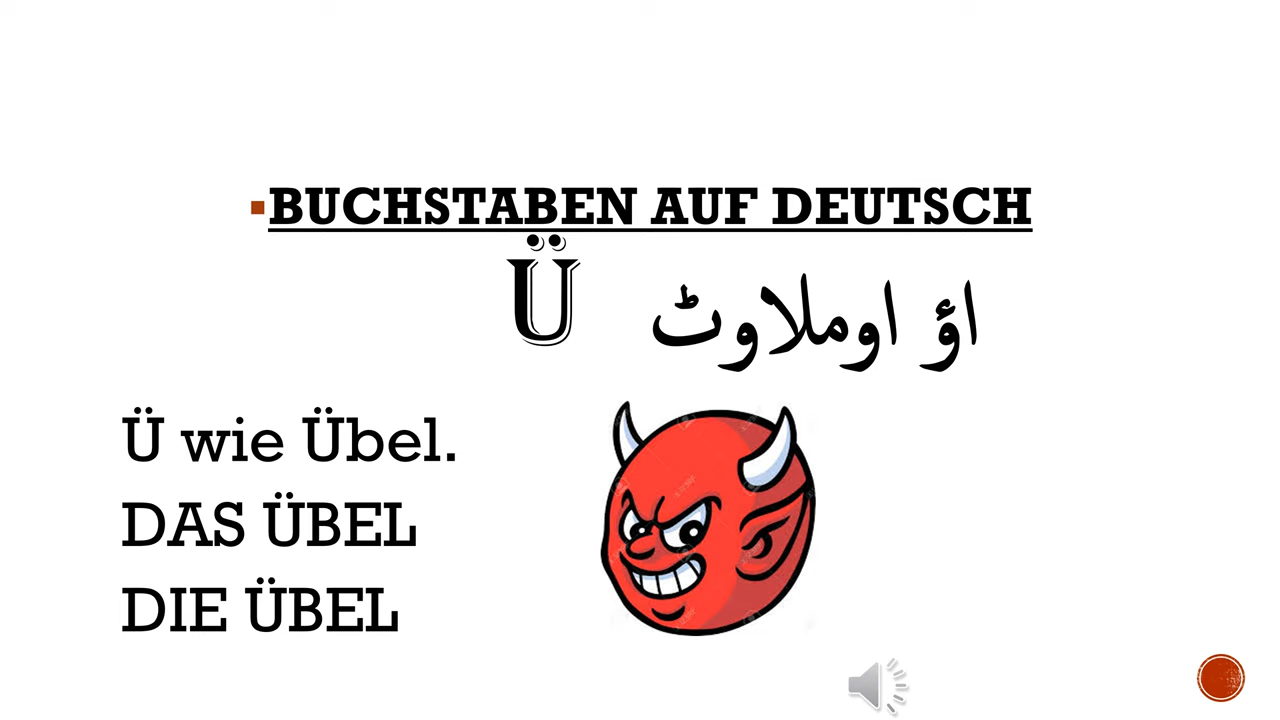 BUCHSTABEN AUF DEUTSCH
Ü اؤ اوملاوٹ
Ü wie Übel.
DAS ÜBEL
DIE ÜBEL